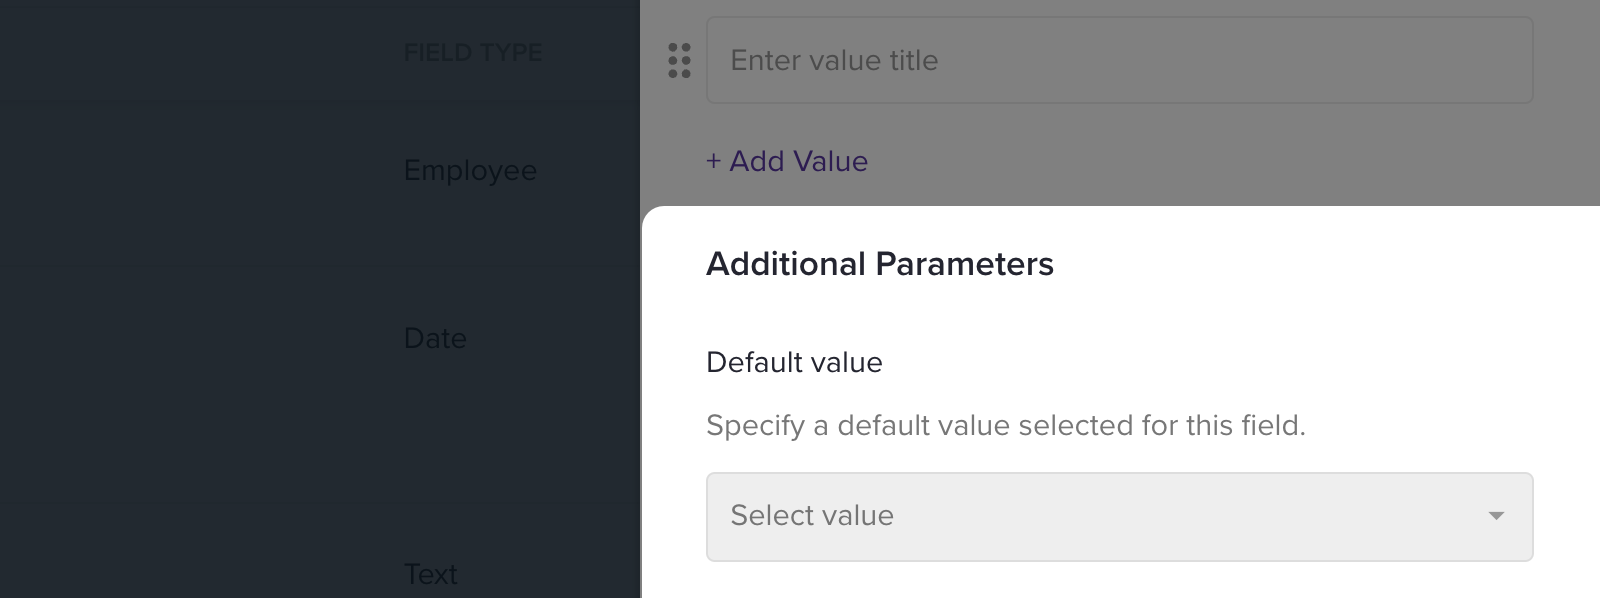 FIELD TYPE
Employee
Date
Text
Enter value title
+ Add Value
Additional Parameters
Default value
Specify a default value selected for this field.
Select value